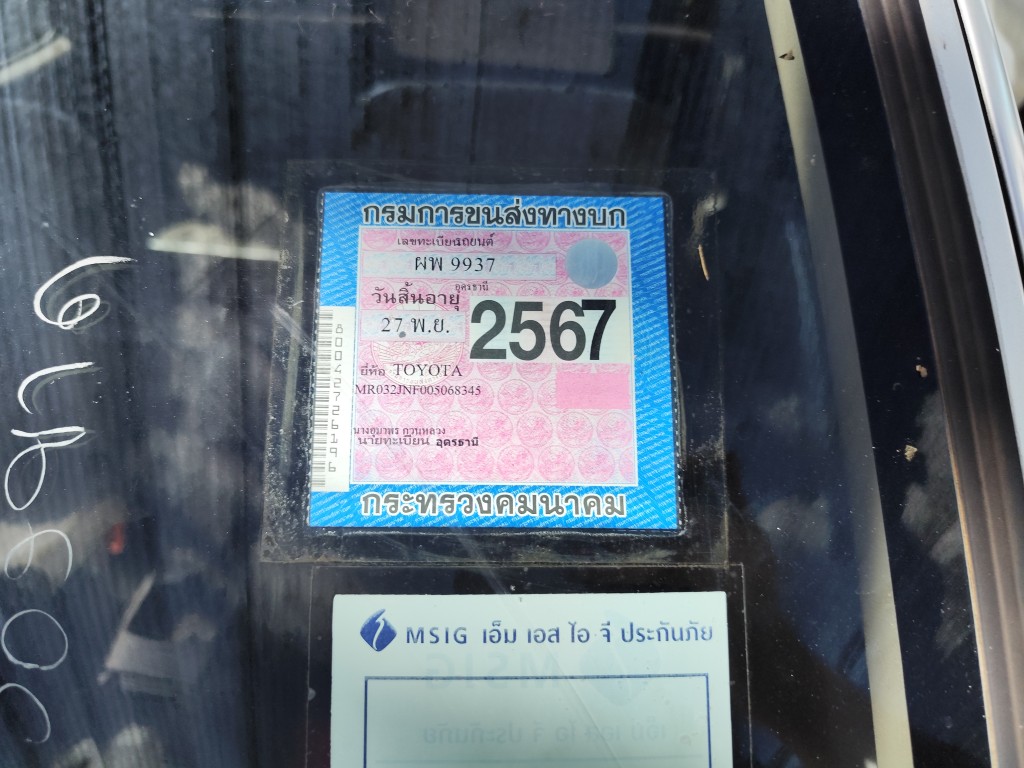 กรมการขนส่งทางบก
เลขทะเบียนรถยนต์
ผพ 9937
อุดรธานี
วันสิ้นอายุ
27 พ.ย.
2567
ยี่ห้อ TOYOTA
MR032JNF005068345
นายทะเบียน อุดรธานี
80042726196
กระทรวงคมนาคม
MSIG เอ็ม เอส ไอ จี ประกันภัย